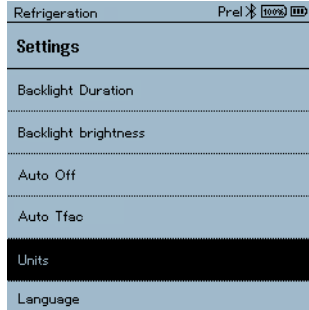 Refrigeration Prel 100%
Settings
Backlight Duration
Backlight brightness
Auto Off
Auto Tfac
Units
Language